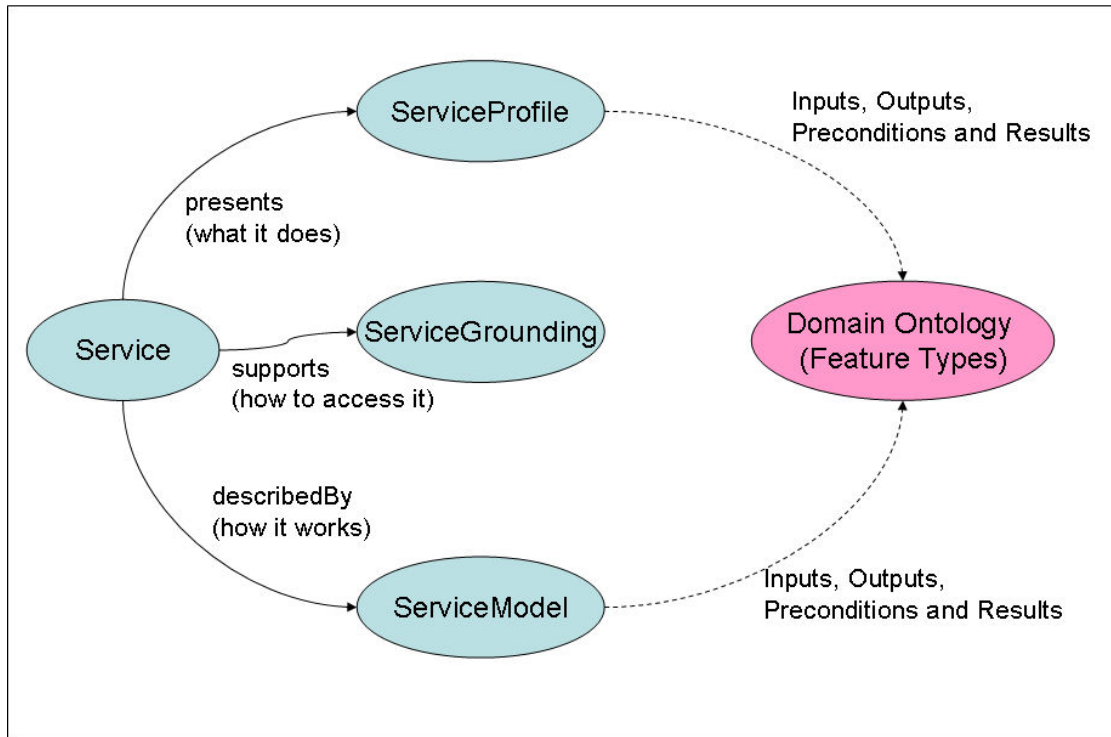 ServiceProfile
Inputs, Outputs,
Preconditions and Results
presents
(what it does)
Service
ServiceGrounding
supports
(how to access it)
Domain Ontology
(Feature Types)
describedBy
(how it works)
ServiceModel
Inputs, Outputs,
Preconditions and Results